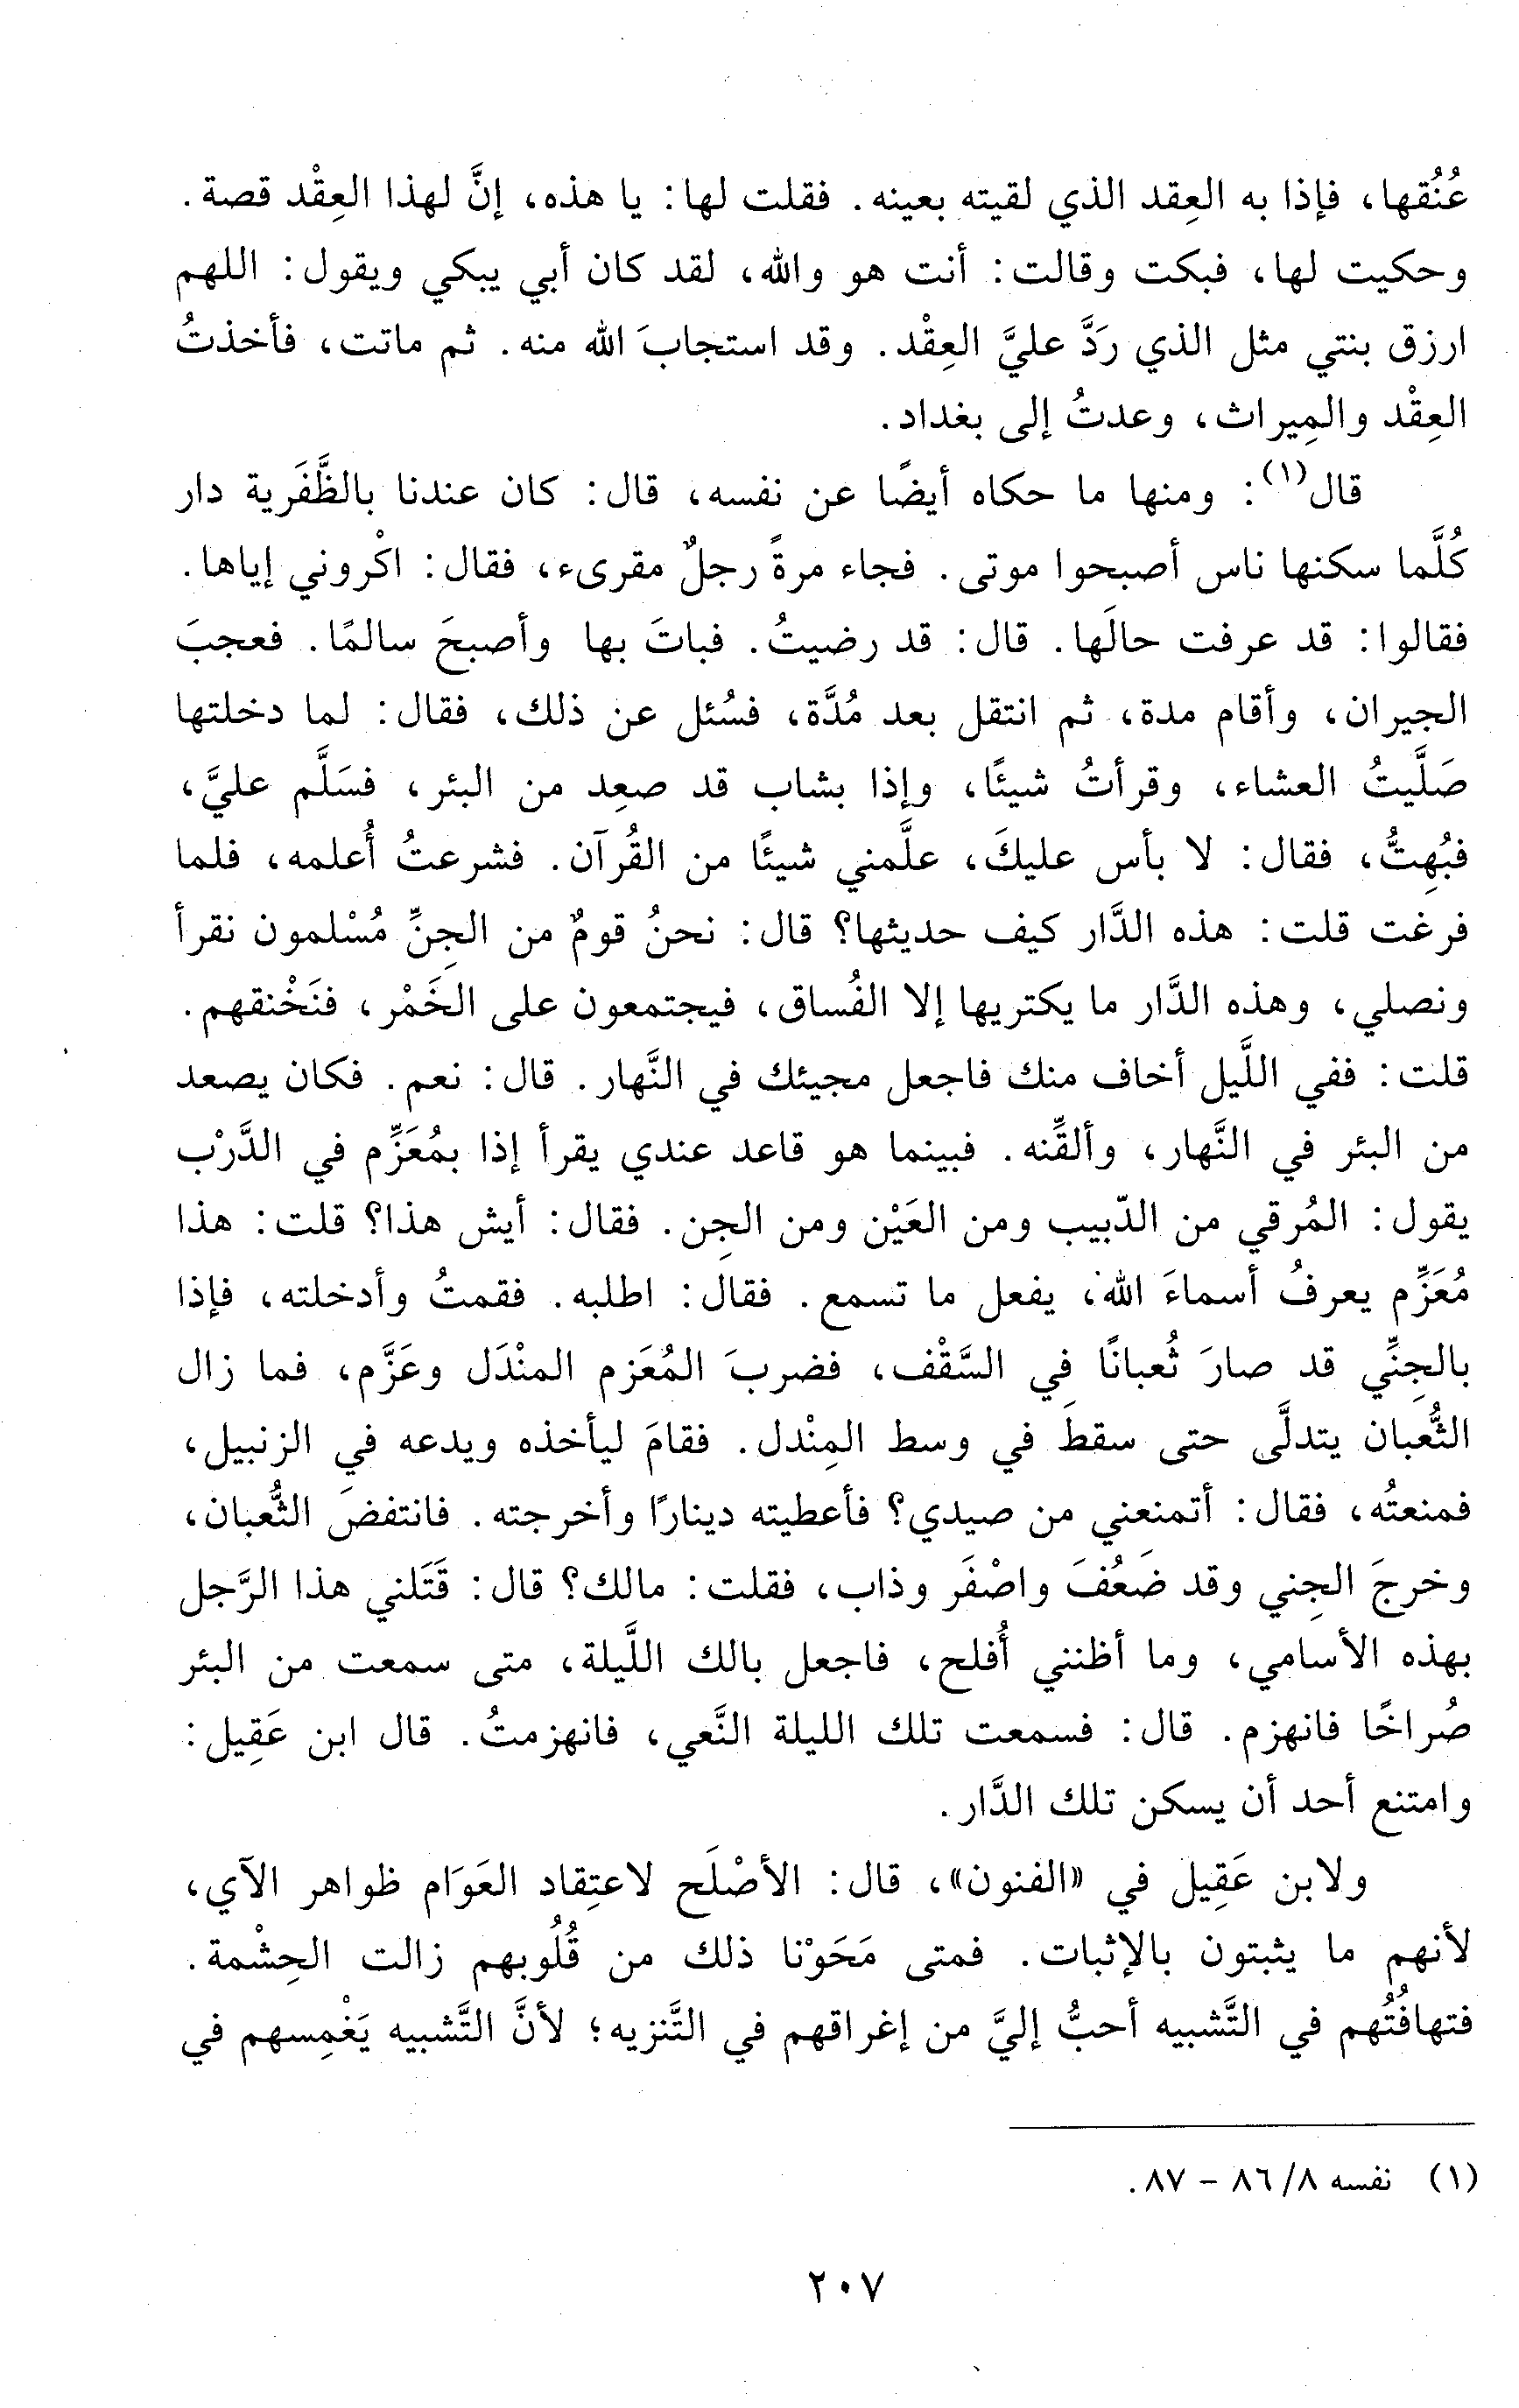 عُنُقها، فإذا به العِقد الذي لقيته بعينه. فقلت لها: يا هذه، إنَّ لهذا العِقْد قصة.
وحكيت لها، فبكت وقالت: أنت هو والله، لقد كان أبي يبكي ويقول: اللهم
ارزق بنتي مثل الذي رَدَّ عليَّ العِقْد. وقد استجابَ الله منه. ثم ماتت، فأخذتُ
العِقْد والمِيراث، وعدتُ إلى بغداد.
قال(١): ومنها ما حكاه أيضًا عن نفسه، قال: كان عندنا بالظَّفَرية دار
كُلَّما سكنها ناس أصبحوا موتى. فجاء مرةً رجلٌ مقرىء، فقال: اكْروني إياها.
فقالوا: قد عرفت حالَها. قال: قد رضيتُ. فباتَ بها وأصبحَ سالمًا. فعجبَ
الجيران، وأقام مدة، ثم انتقل بعد مُدَّة، فسُئل عن ذلك، فقال: لما دخلتها
صَلَّيتُ العشاء، وقرأتُ شيئًا، وإذا بشاب قد صعِد من البئر، فسَلَّم عليَّ،
فبُهِتُّ، فقال: لا بأس عليكَ، علَّمني شيئًا من القُرآن. فشرعتُ أُعلمه، فلما
فرغت قلت: هذه الدَّار كيف حديثها؟ قال: نحنُ قومٌ من الجِنِّ مُسْلمون نقرأ
ونصلي، وهذه الدَّار ما يكتريها إلا الفُساق، فيجتمعون على الخَمْر، فنَخْنقهم.
قلت: ففي اللَّيل أخاف منك فاجعل مجيئك في النَّهار. قال: نعم. فكان يصعد
من البئر في النَّهار، وألقِّنه. فبينما هو قاعد عندي يقرأ إذا بمُعَزِّم في الدَّرْب
يقول: المُرقي من الدّبيب ومن العَيْن ومن الجِن. فقال: أيش هذا؟ قلت: هذا
مُعَزِّم يعرفُ أسماءَ الله، يفعل ما تسمع. فقال: اطلبه. فقمتُ وأدخلته، فإذا
بالجِنِّي قد صارَ ثُعبانًا في السَّقْف، فضربَ المُعَزم المنْدَل وعَزَّم، فما زال
الثُّعبان يتدلَّى حتى سقطَ في وسط المِنْدل. فقامَ ليأخذه ويدعه في الزنبيل،
فمنعتُه، فقال: أتمنعني من صيدي؟ فأعطيته دينارًا وأخرجته. فانتفضَ الثُّعبان،
وخرجَ الجِني وقد ضَعُفَ واصْفَر وذاب، فقلت: مالك؟ قال: قَتَلني هذا الرَّجل
بهذه الأسامي، وما أظنني أُفلح، فاجعل بالك اللَّيلة، متى سمعت من البئر
صُراخًا فانهزم. قال: فسمعت تلك الليلة النَّعي، فانهزمتُ. قال ابن عَقِيل:
وامتنع أحد أن يسكن تلك الدَّار.
ولابن عَقِيل في «الفنون»، قال: الأصْلَح لاعتِقاد العَوَام ظواهر الآي،
لأنهم ما يثبتون بالإثبات. فمتى مَحَوْنا ذلك من قُلُوبهم زالت الحِشْمة.
فتهافُتُهم في التَّشبيه أحبُّ إليَّ من إغراقهم في التَّنزيه؛ لأنَّ التَّشبيه يَغْمِسهم في
(١) نفسه ٨/ ٨٦ - ٨٧.
٢٠٧